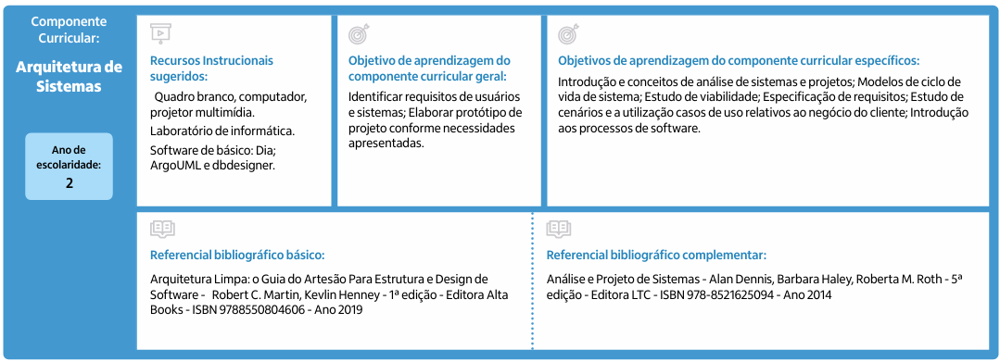 Componente
Curricular:
Arquitetura de
Sistemas
Ano de
escolaridade:
2
Recursos Instrucionais
sugeridos:
Quadro branco, computador,
projetor multimídia.
Laboratório de informática.
Software de básico: Dia;
ArgoUML e dbdesigner.
Objetivo de aprendizagem do
componente curricular geral:
Identificar requisitos de usuários
e sistemas; Elaborar protótipo de
projeto conforme necessidades
apresentadas.
Objetivos de aprendizagem do componente curricular específicos:
Introdução e conceitos de análise de sistemas e projetos; Modelos de ciclo de
vida de sistema; Estudo de viabilidade; Especificação de requisitos; Estudo de
cenários e a utilização casos de uso relativos ao negócio do cliente; Introdução
aos processos de software.
Referencial bibliográfico básico:
Arquitetura Limpa: o Guia do Artesão Para Estrutura e Design de
Software - Robert C. Martin, Kevlin Henney - 1ª edição - Editora Alta
Books - ISBN 9788550804606 - Ano 2019
Referencial bibliográfico complementar:
Análise e Projeto de Sistemas - Alan Dennis, Barbara Haley, Roberta M. Roth - 5ª
edição - Editora LTC - ISBN 978-8521625094 - Ano 2014